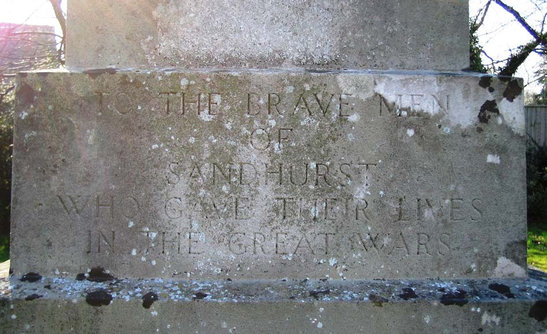 TO THE BRAVE MEN
OF
SANDHURST
WHO GAVE THEIR LIVES
IN THE GREAT WARS